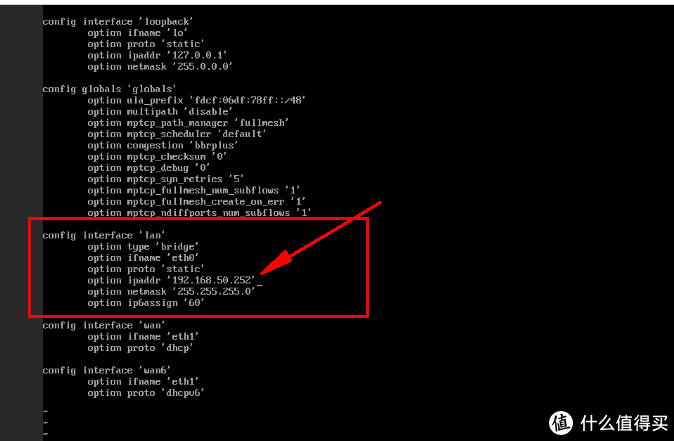 config interface 'loopback'
option ifname 'lo'
option proto 'static'
option ipaddr '127.0.0.1'
option netmask '255.0.0.0'
config globals 'globals'
option ula_prefix 'fdcf:06df:78ff::/48'
option multipath 'disable'
option mptcp_path_manager 'fullmesh'
option mptcp_scheduler 'default'
option congestion 'bbrplus'
option mptcp_checksum '0'
option mptcp_debug '0'
option mptcp_syn_retries '5'
option mptcp_fullmesh_num_subflows '1'
option mptcp_fullmesh_create_on_err '1'
option mptcp_ndiffports_num_subflows '1'
config interface 'lan'
option type 'bridge'
option ifname 'eth0'
option proto 'static'
option ipaddr '192.168.50.252'
option netmask '255.255.255.0'
option ip6assign '60'
config interface 'wan'
option ifname 'eth1'
option proto 'dhcp'
config interface 'wan6'
option ifname 'eth1'
option proto 'dhcpv6'
~
~
~
值 什么值得买